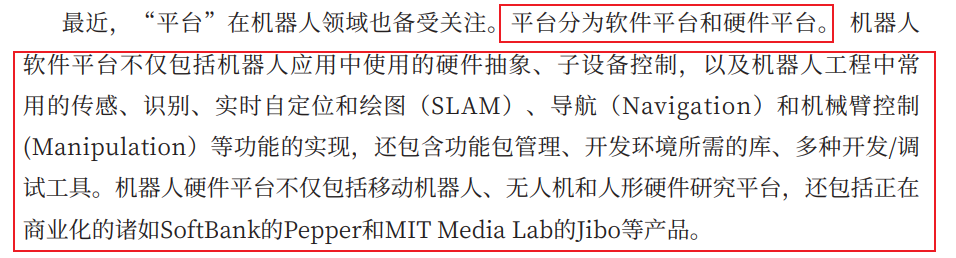 最近，“平台”在机器人领域也备受关注。平台分为软件平台和硬件平台。 机器人
软件平台不仅包括机器人应用中使用的硬件抽象、子设备控制，以及机器人工程中常
用的传感、识别、实时自定位和绘图（SLAM）、导航（Navigation）和机械臂控制
(Manipulation）等功能的实现，还包含功能包管理、开发环境所需的库、多种开发/调
试工具。机器人硬件平台不仅包括移动机器人、无人机和人形硬件研究平台，还包括正在
商业化的诸如SoftBank的Pepper和MIT Media Lab的Jibo等产品。